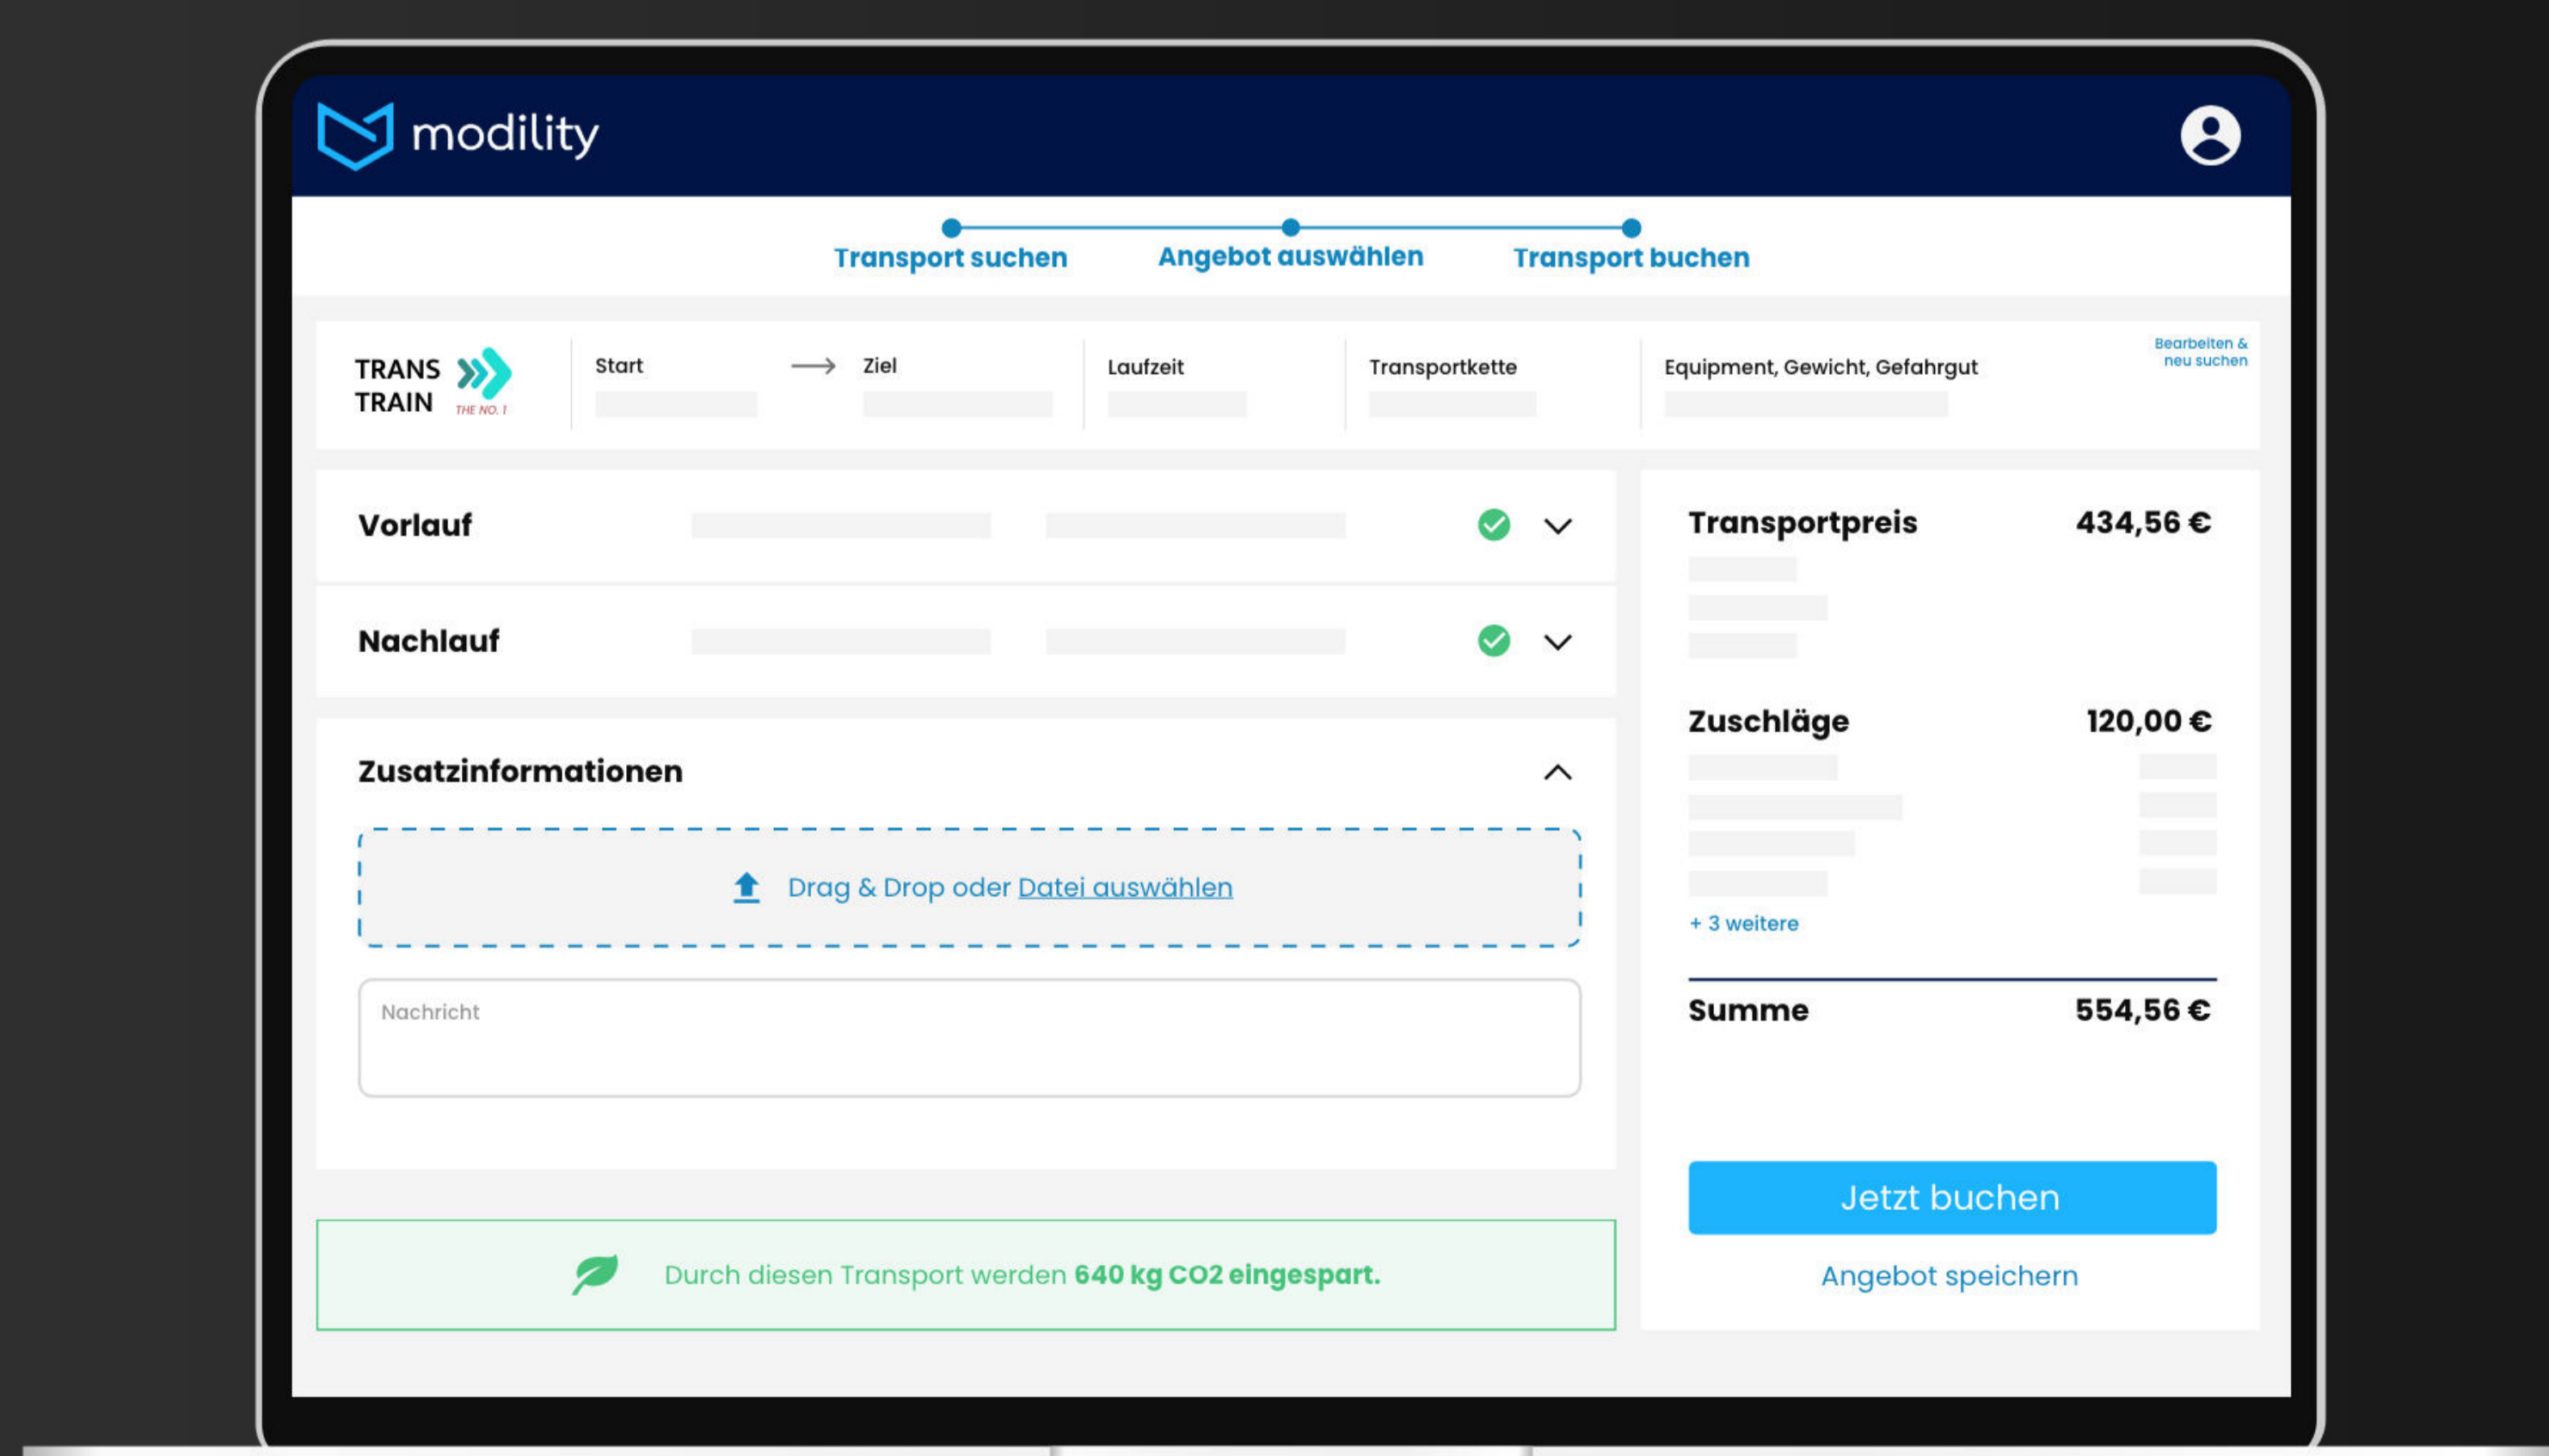 modility
Transport suchen
Angebot auswählen
Transport buchen
TRANS
TRAIN
THE NO. 1
Start
Ziel
Laufzeit
Transportkette
Equipment, Gewicht, Gefahrgut
Bearbeiten &
neu suchen
Vorlauf
Nachlauf
Zusatzinformationen
Drag & Drop oder Datei auswählen
Nachricht
Durch diesen Transport werden 640 kg CO2 eingespart.
Transportpreis 434,56 €
Zuschläge 120,00 €
+ 3 weitere
Summe 554,56 €
Jetzt buchen
Angebot speichern